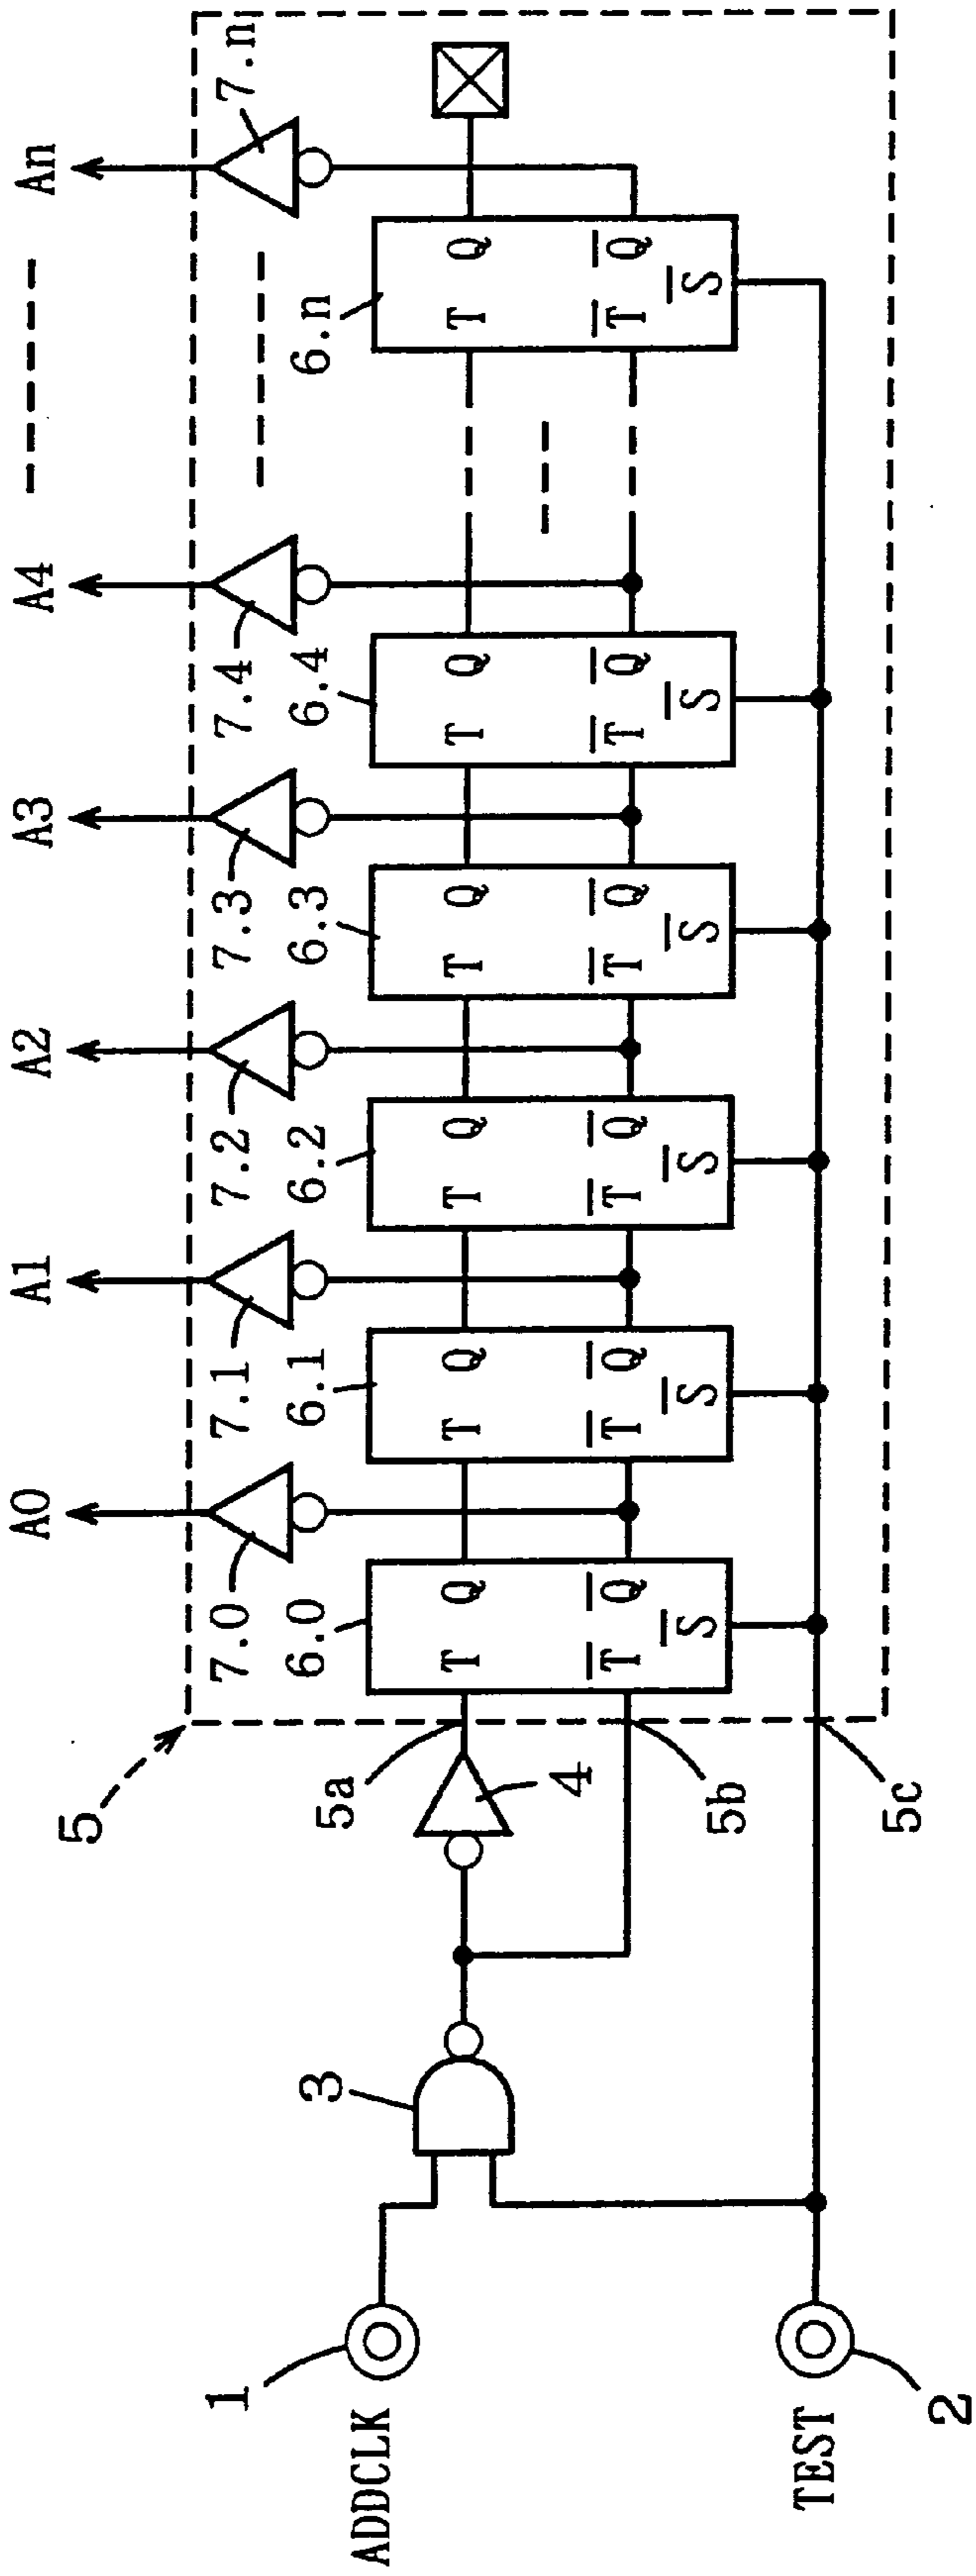 A0 A1 A2 A3 A4 An
5
7.0 7.1 7.2 7.3 7.4 7.n
6.0 6.1 6.2 6.3 6.4 6.n
1
3
5a
T Q T Q T Q T Q T Q T Q
ADDCLK
4
T̅ Q̅ T̅ Q̅ T̅ Q̅ T̅ Q̅ T̅ Q̅ T̅ Q̅
S̅ S̅ S̅ S̅ S̅ S̅
5b
TEST
5c
2